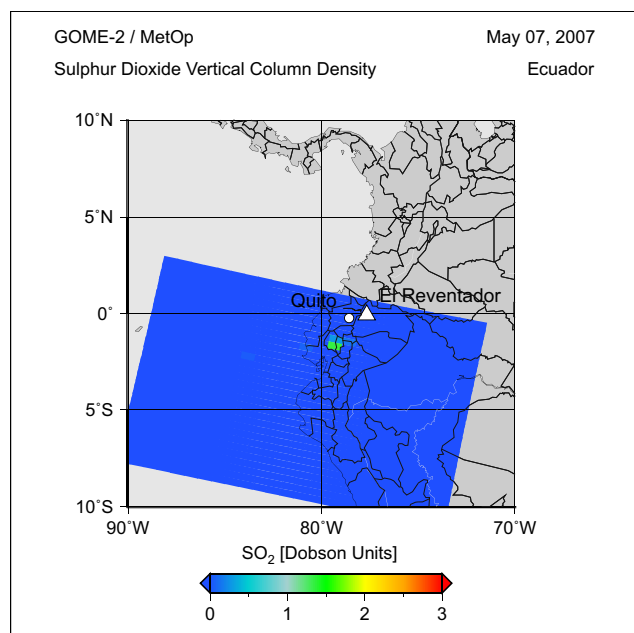 GOME-2 / MetOp May 07, 2007
Sulphur Dioxide Vertical Column Density Ecuador
10˚N
5˚N
Quito El Reventador
0˚
5˚S
10˚S
90˚W 80˚W 70˚W
SO2 [Dobson Units]
0 1 2 3